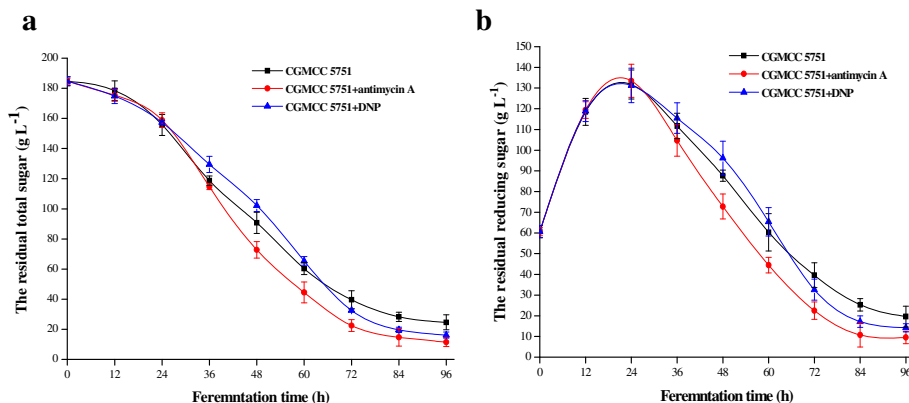 a
The residual total sugar (g L⁻¹)
200
180
160
140
120
100
80
60
40
20
0
CGMCC 5751
CGMCC 5751+antimycin A
CGMCC 5751+DNP
0 12 24 36 48 60 72 84 96
Feremntation time (h)
b
The residual reducing sugar (g L⁻¹)
150
140
130
120
110
100
90
80
70
60
50
40
30
20
10
0
CGMCC 5751
CGMCC 5751+antimycin A
CGMCC 5751+DNP
0 12 24 36 48 60 72 84 96
Feremntation time (h)